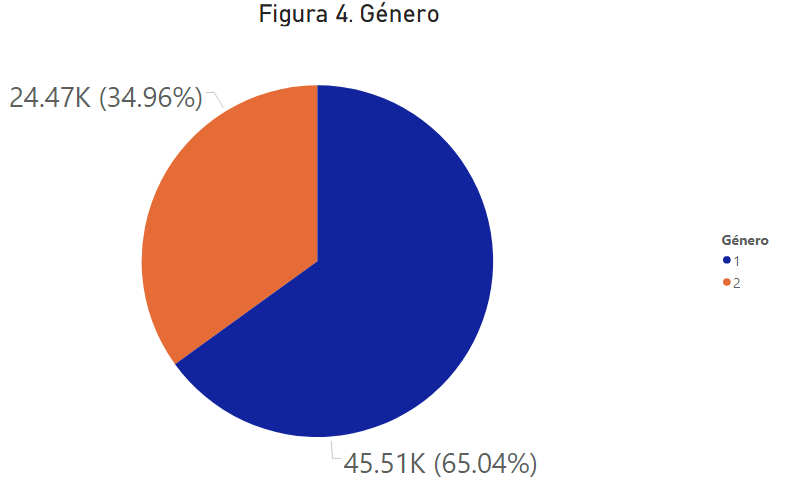 Figura 4. Género
24.47K (34.96%)
Género
1
2
45.51K (65.04%)